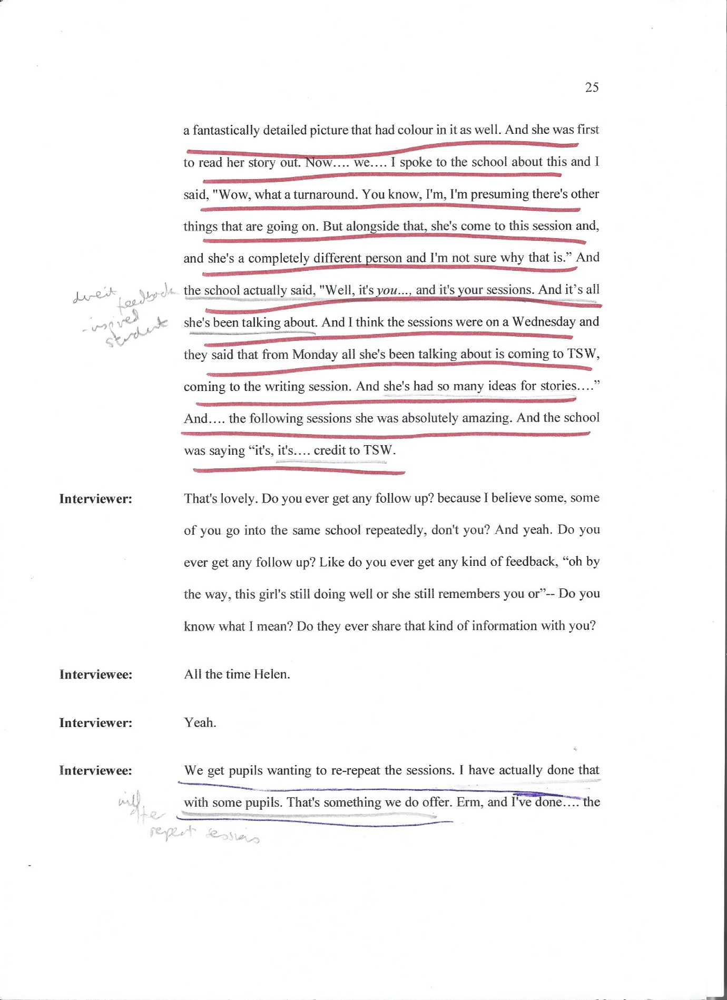 25
a fantastically detailed picture that had colour in it as well. And she was first
to read her story out. Now.... we.... I spoke to the school about this and I
said, "Wow, what a turnaround. You know, I'm, I'm presuming there's other
things that are going on. But alongside that, she's come to this session and,
and she's a completely different person and I'm not sure why that is.” And
direct feedback
the school actually said, "Well, it's you..., and it's your sessions. And it’s all
- inspired
student
she's been talking about. And I think the sessions were on a Wednesday and
they said that from Monday all she's been talking about is coming to TSW,
coming to the writing session. And she's had so many ideas for stories....”
And.... the following sessions she was absolutely amazing. And the school
was saying “it's, it's.... credit to TSW.
Interviewer: That's lovely. Do you ever get any follow up? because I believe some, some
of you go into the same school repeatedly, don't you? And yeah. Do you
ever get any follow up? Like do you ever get any kind of feedback, “oh by
the way, this girl's still doing well or she still remembers you or”-- Do you
know what I mean? Do they ever share that kind of information with you?
Interviewee: All the time Helen.
Interviewer: Yeah.
Interviewee: We get pupils wanting to re-repeat the sessions. I have actually done that
with some pupils. That's something we do offer. Erm, and I've done.... the
will
offer
repeat sessions